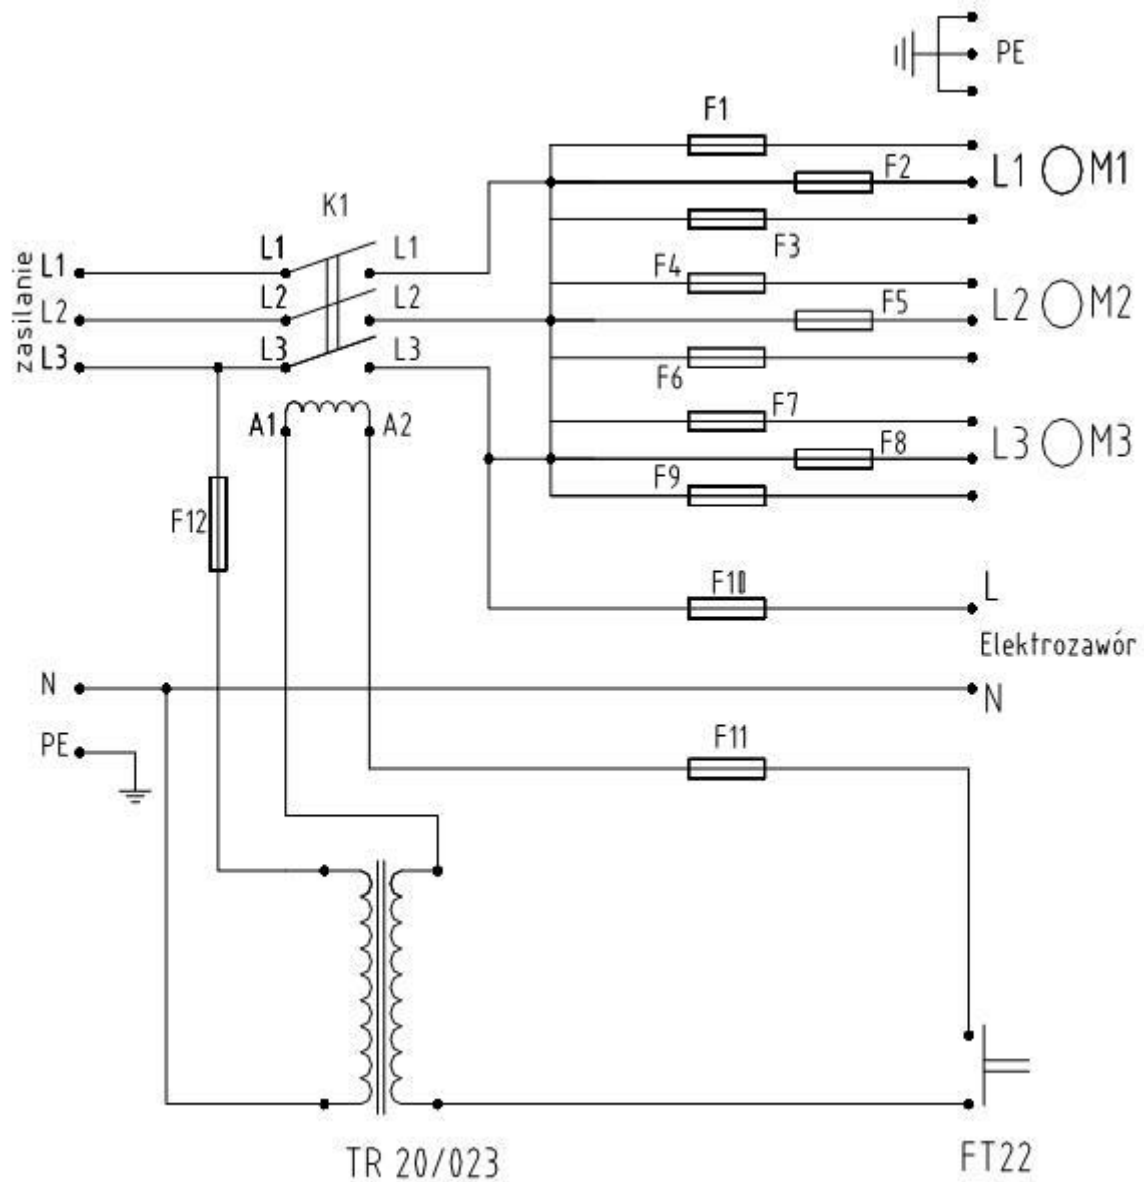 PE
F1
F2
L1 M1
F3
K1
L1 L1
zasilanie L1
F4
L2 L2
L2
F5
L2 M2
L3 L3
L3
F6
F7
A1 A2
F8
L3 M3
F9
F12
F10
L
Elektrozawór
N
N
PE
F11
TR 20/023
FT22